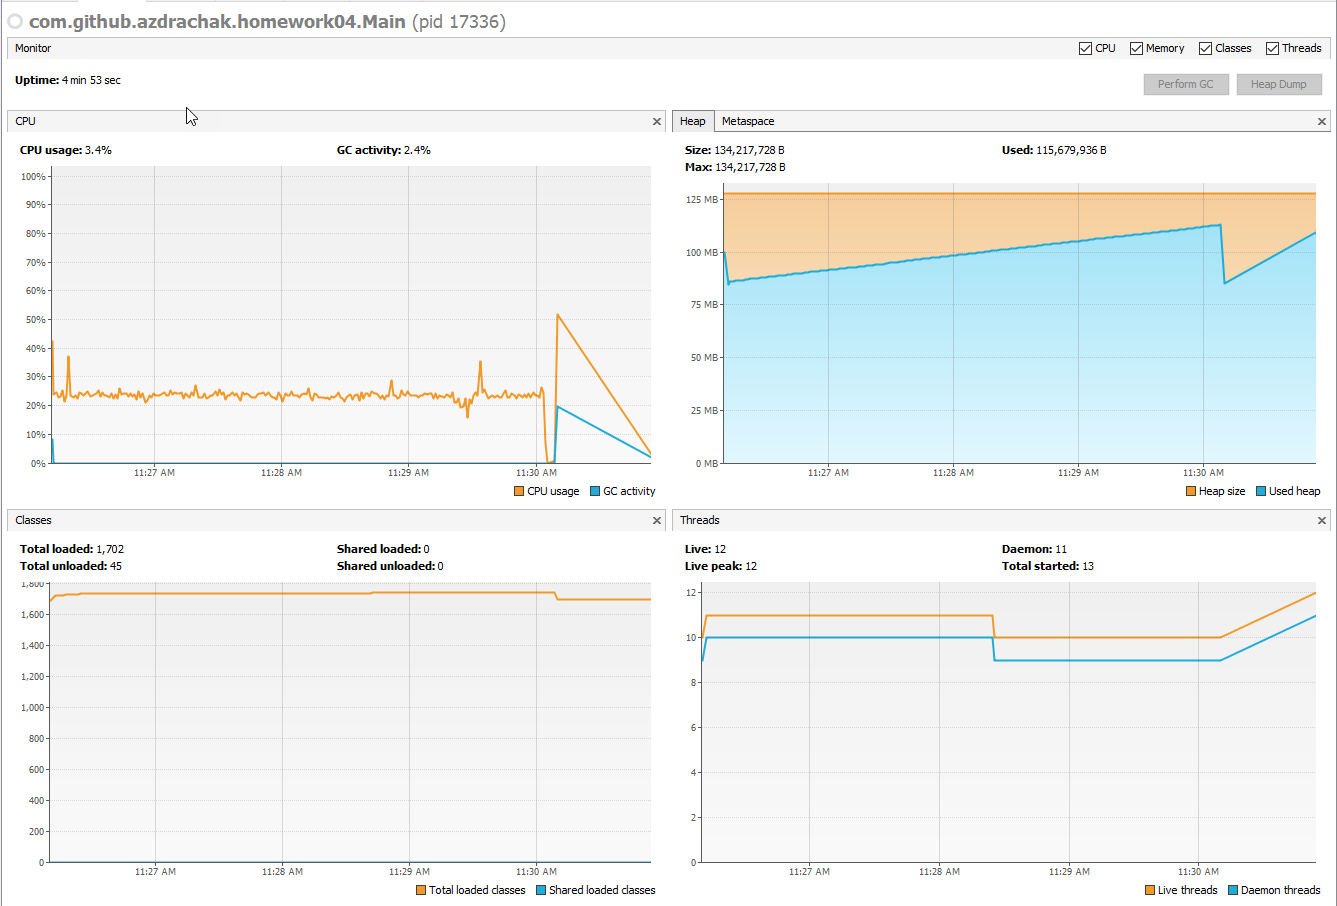 com.github.azdrachak.homework04.Main (pid 17336)
Monitor
CPU Memory Classes Threads
Uptime: 4 min 53 sec
Perform GC Heap Dump
CPU
CPU usage: 3.4% GC activity: 2.4%
100%
90%
80%
70%
60%
50%
40%
30%
20%
10%
0%
11:27 AM 11:28 AM 11:29 AM 11:30 AM
CPU usage GC activity
Heap Metaspace
Size: 134,217,728 B Used: 115,679,936 B
Max: 134,217,728 B
125 MB
100 MB
75 MB
50 MB
25 MB
0 MB
11:27 AM 11:28 AM 11:29 AM 11:30 AM
Heap size Used heap
Classes
Total loaded: 1,702 Shared loaded: 0
Total unloaded: 45 Shared unloaded: 0
1,800
1,600
1,400
1,200
1,000
800
600
400
200
0
11:27 AM 11:28 AM 11:29 AM 11:30 AM
Total loaded classes Shared loaded classes
Threads
Live: 12 Daemon: 11
Live peak: 12 Total started: 13
12
10
8
6
4
2
0
11:27 AM 11:28 AM 11:29 AM 11:30 AM
Live threads Daemon threads